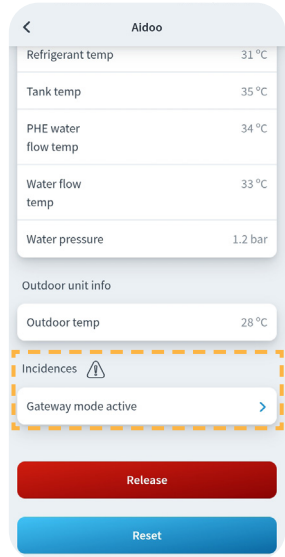 Aidoo
Refrigerant temp 31 °C
Tank temp 35 °C
PHE water 34 °C
flow temp
Water flow 33 °C
temp
Water pressure 1.2 bar
Outdoor unit info
Outdoor temp 28 °C
Incidences
Gateway mode active
Release
Reset